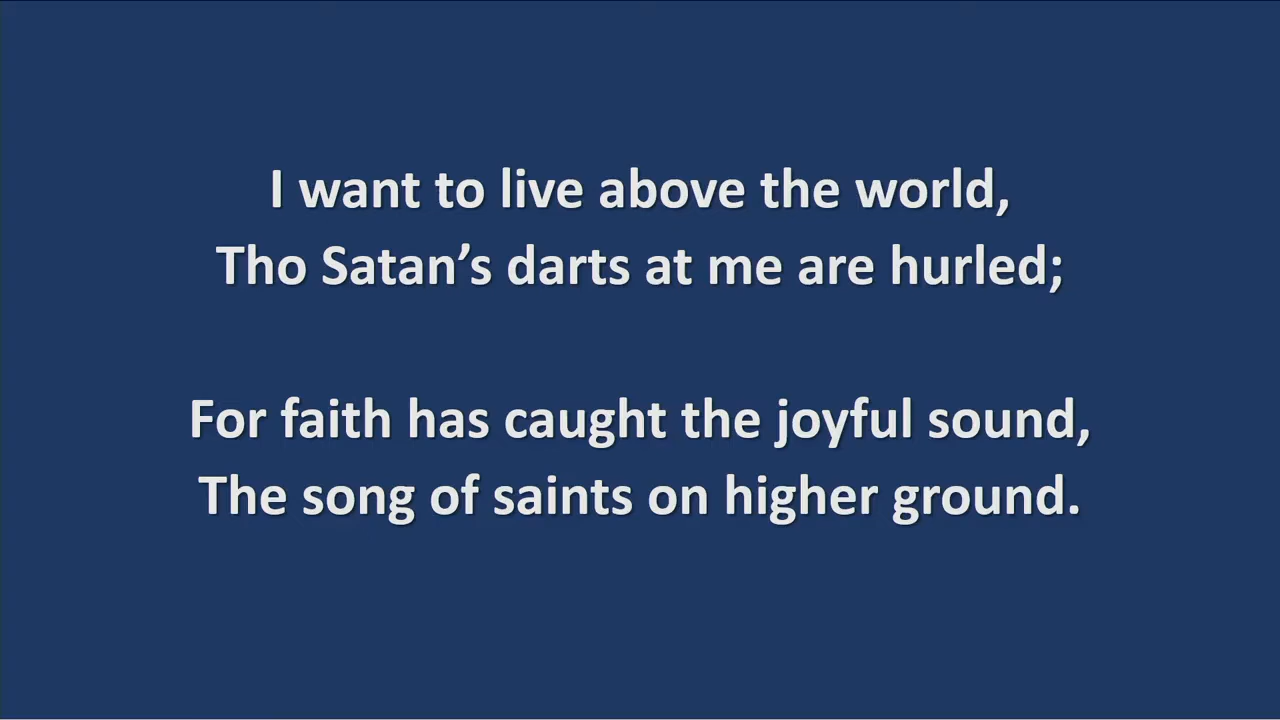 I want to live above the world,
Tho Satan’s darts at me are hurled;
For faith has caught the joyful sound,
The song of saints on higher ground.